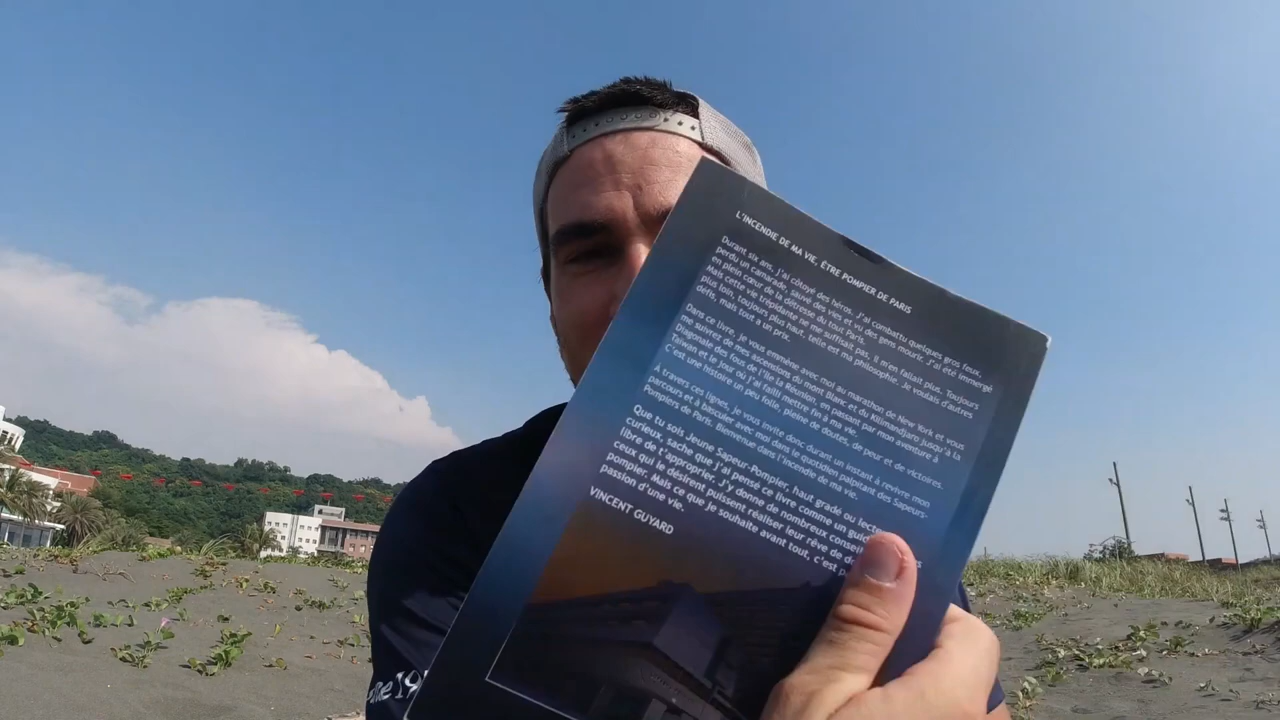 L'INCENDIE DE MA VIE, ÊTRE POMPIER DE PARIS
Durant six ans, j'ai côtoyé des héros. J'ai combattu quelques gros feux,
perdu un camarade, sauvé des vies et vu des gens mourir. J'ai été immergé
en plein cœur de la détresse du tout Paris.
Mais cette vie trépidante ne me suffisait pas, il m'en fallait plus. Toujours
plus loin, toujours plus haut, telle est ma philosophie. Je voulais d'autres
défis, mais tout a un prix.
Dans ce livre, je vous emmène avec moi au marathon de New York et vous
me suivrez de mes ascensions du mont Blanc et du Kilimandjaro jusqu'à la
Diagonale des fous de l'île la Réunion, en passant par mon aventure à
Taïwan et le jour où j'ai failli mettre fin à ma vie.
C'est une histoire un peu folle, pleine de doutes, de peur et de victoires.
À travers ces lignes, je vous invite donc durant un instant à revivre mon
parcours et à basculer avec moi dans le quotidien palpitant des Sapeurs-
Pompiers de Paris. Bienvenue dans l'incendie de ma vie.
Que tu sois Jeune Sapeur-Pompier, haut gradé ou
curieux, sache que j'ai pensé ce livre comme un
libre de t'approprier. J'y donne de nombreux
ceux qui le désirent puissent réaliser leur rêve de
pompier. Mais ce que je souhaite avant tout, c'est
passion d'une vie.
VINCENT GUYARD